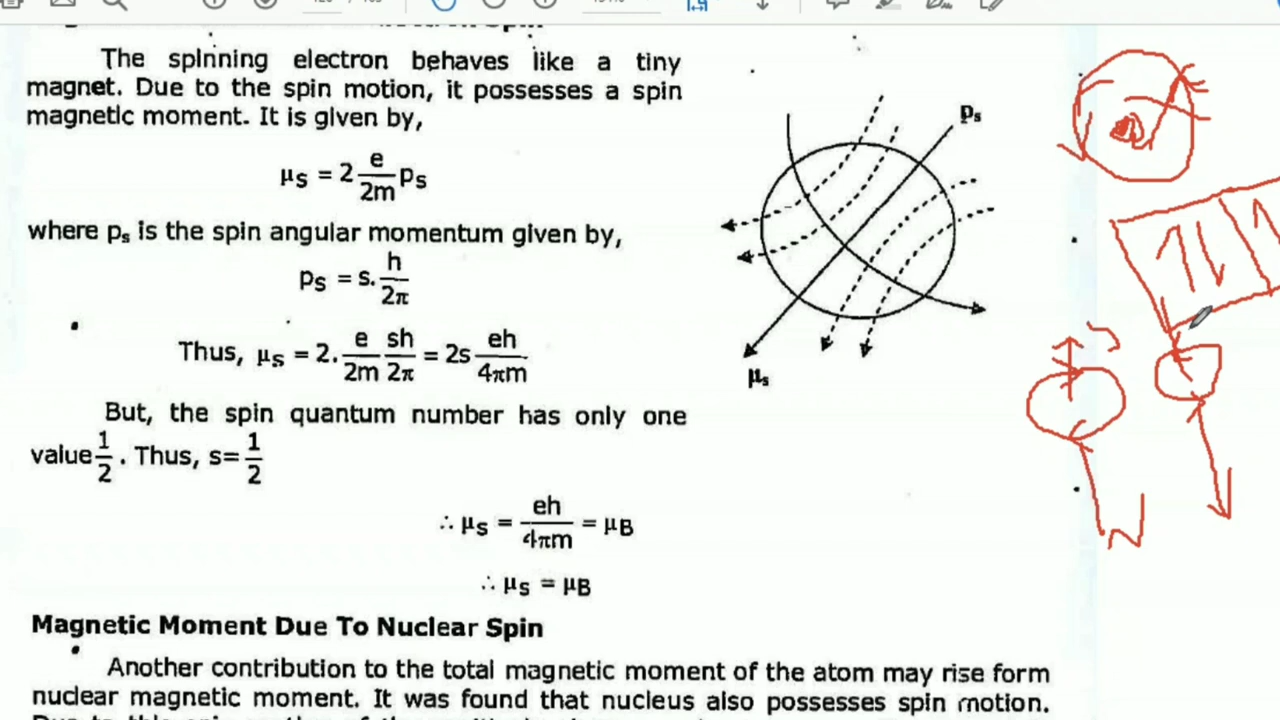 The spinning electron behaves like a tiny
magnet. Due to the spin motion, it possesses a spin
magnetic moment. It is given by,
μs = 2 e/2m ps
where ps is the spin angular momentum given by,
ps = s. h/2π
Thus, μs = 2. e/2m sh/2π = 2s eh/4πm
But, the spin quantum number has only one
value 1/2 . Thus, s= 1/2
∴ μs = eh/4πm = μB
∴ μs = μB
ps
μs
Magnetic Moment Due To Nuclear Spin
Another contribution to the total magnetic moment of the atom may rise form
nuclear magnetic moment. It was found that nucleus also possesses spin motion.